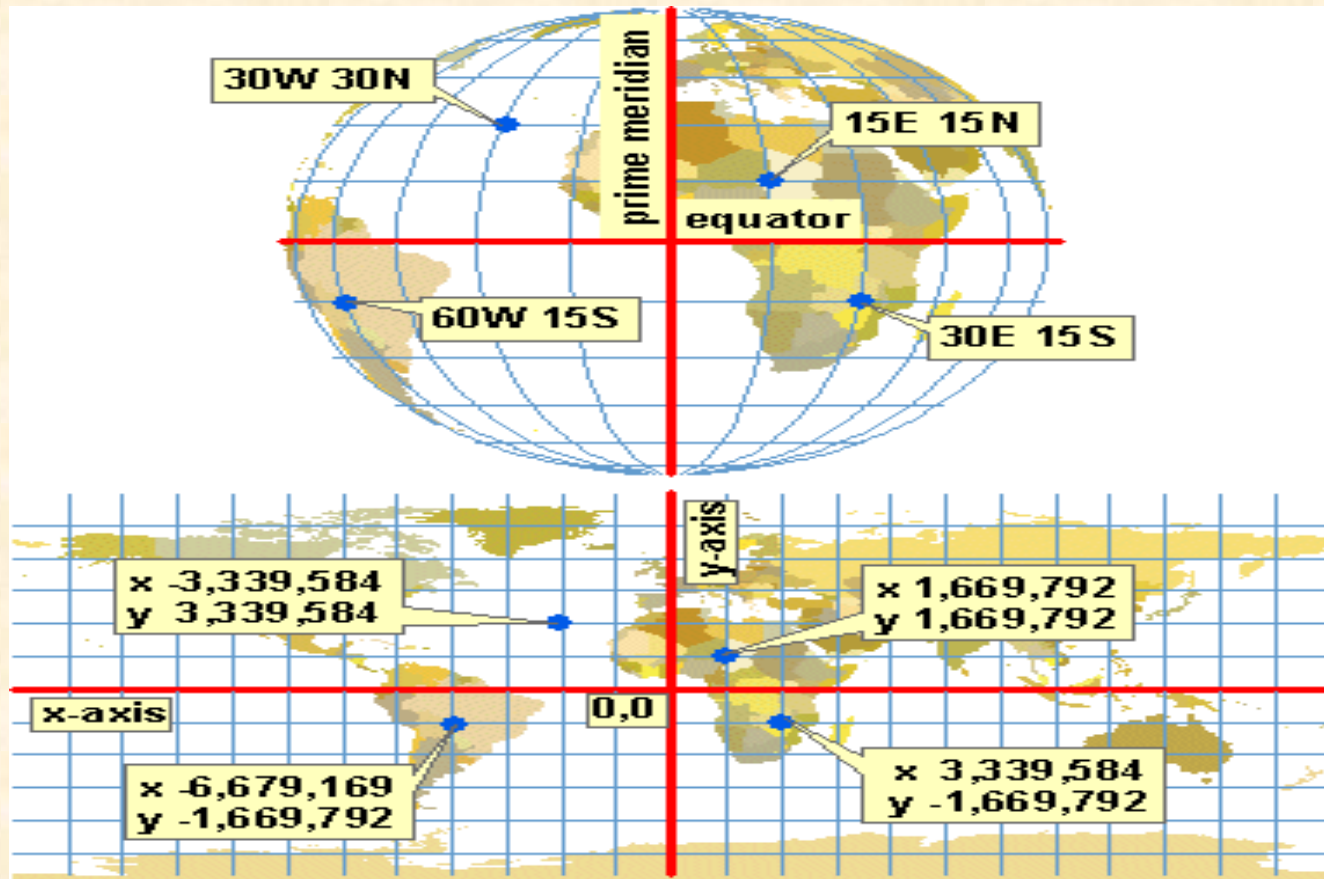 prime meridian
30W 30N
15E 15N
equator
60W 15S
30E 15S
y-axis
x -3,339,584
y 3,339,584
x 1,669,792
y 1,669,792
x-axis
0,0
x -6,679,169
y -1,669,792
x 3,339,584
y -1,669,792